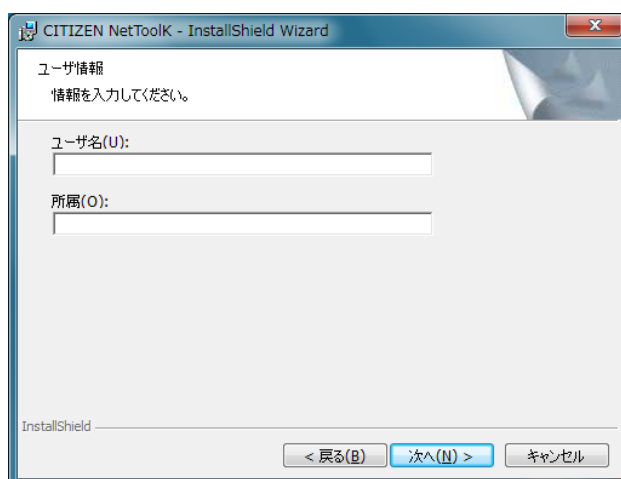 CITIZEN NetToolK - InstallShield Wizard
ユーザ情報
情報を入力してください。
ユーザ名(U):
所属(O):
InstallShield
< 戻る(B)
次へ(N) >
キャンセル